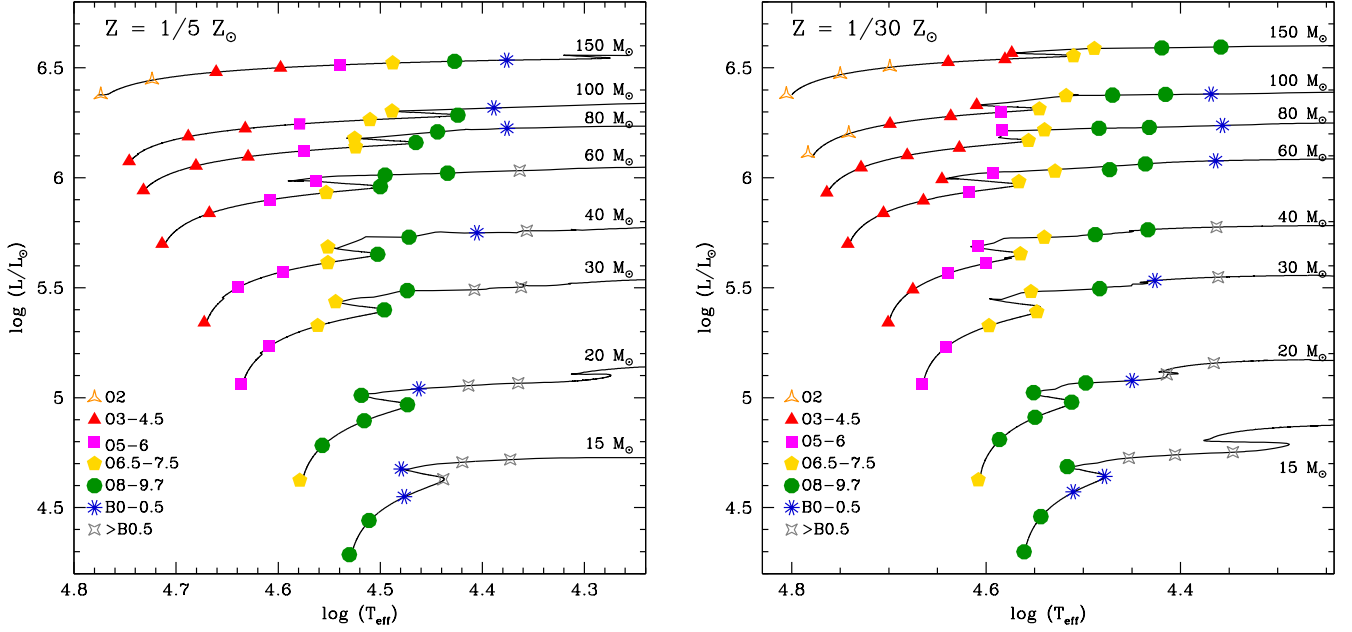 Z = 1/5 Z⊙
150 M⊙
100 M⊙
80 M⊙
60 M⊙
40 M⊙
30 M⊙
20 M⊙
15 M⊙
O2
O3-4.5
O5-6
O6.5-7.5
O8-9.7
B0-0.5
>B0.5
6.5
6
5.5
5
4.5
log (L/L⊙)
4.8
4.7
4.6
4.5
4.4
4.3
log (Teff)
Z = 1/30 Z⊙
150 M⊙
100 M⊙
80 M⊙
60 M⊙
40 M⊙
30 M⊙
20 M⊙
15 M⊙
O2
O3-4.5
O5-6
O6.5-7.5
O8-9.7
B0-0.5
>B0.5
6.5
6
5.5
5
4.5
log (L/L⊙)
4.8
4.6
4.4
log (Teff)